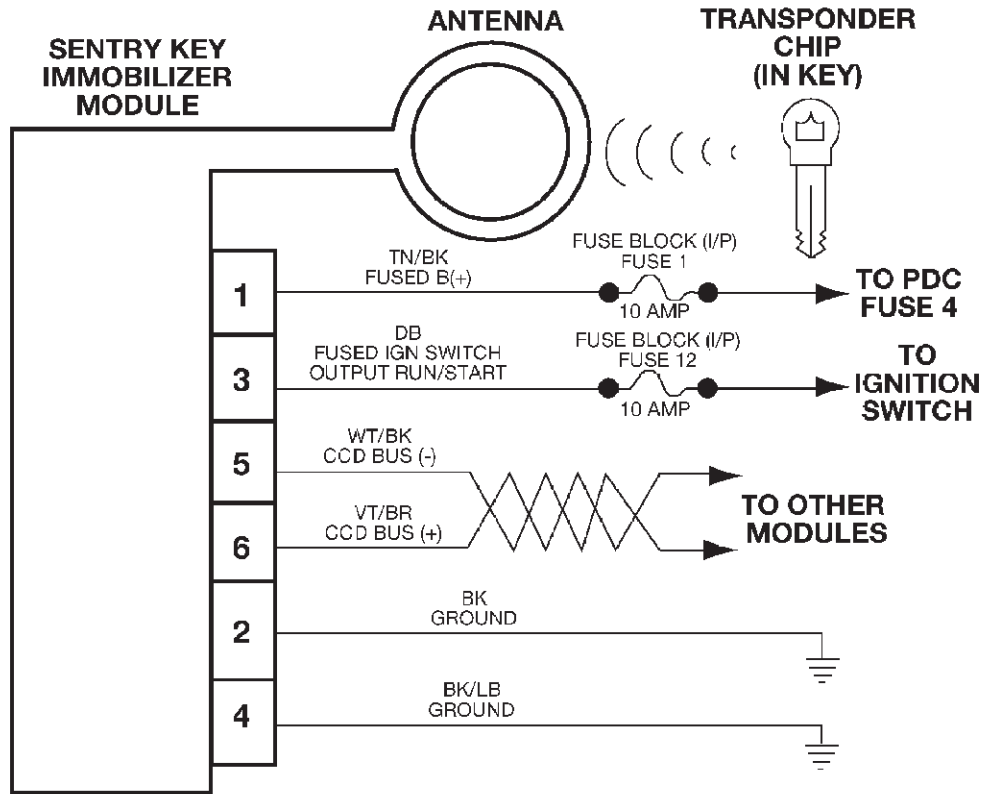 SENTRY KEY
IMMOBILIZER
MODULE
ANTENNA
TRANSPONDER
CHIP
(IN KEY)
1
TN/BK
FUSED B(+)
FUSE BLOCK (I/P)
FUSE 1
10 AMP
TO PDC
FUSE 4
3
DB
FUSED IGN SWITCH
OUTPUT RUN/START
FUSE BLOCK (I/P)
FUSE 12
10 AMP
TO
IGNITION
SWITCH
5
WT/BK
CCD BUS (-)
6
VT/BR
CCD BUS (+)
TO OTHER
MODULES
2
BK
GROUND
4
BK/LB
GROUND